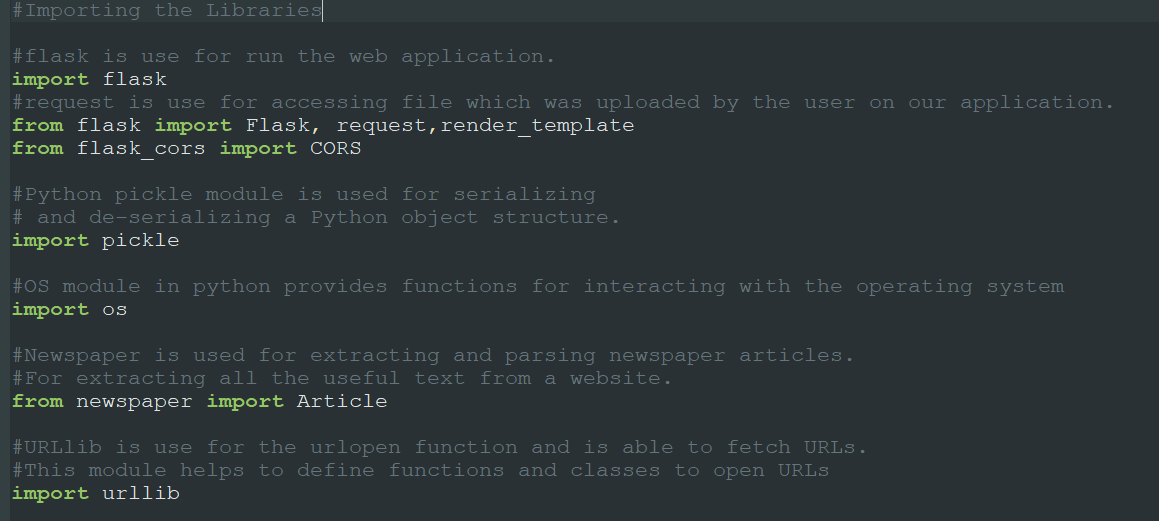 #Importing the Libraries
#flask is use for run the web application.
import flask
#request is use for accessing file which was uploaded by the user on our application.
from flask import Flask, request,render_template
from flask_cors import CORS
#Python pickle module is used for serializing
# and de-serializing a Python object structure.
import pickle
#OS module in python provides functions for interacting with the operating system
import os
#Newspaper is used for extracting and parsing newspaper articles.
#For extracting all the useful text from a website.
from newspaper import Article
#URLlib is use for the urlopen function and is able to fetch URLs.
#This module helps to define functions and classes to open URLs
import urllib